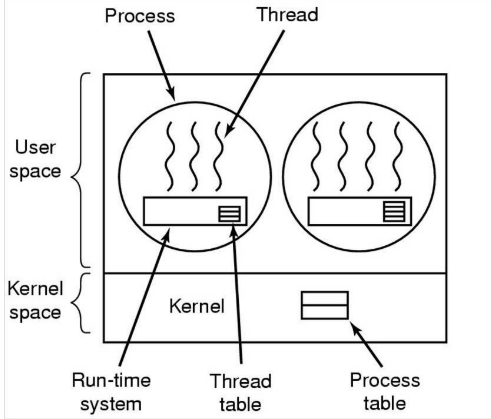 Process
Thread
User
space
Kernel
space
Kernel
Run-time
system
Thread
table
Process
table